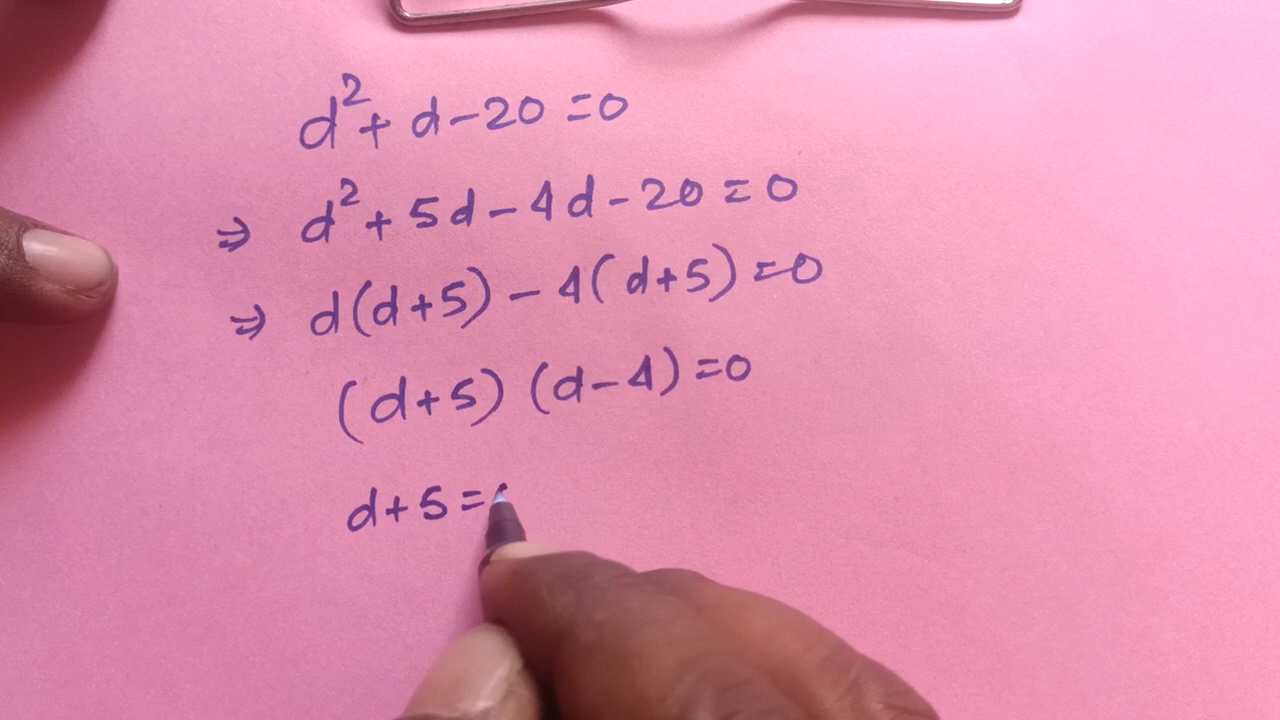 d²+ d-20 =0
⇒ d²+5d-4d-20=0
⇒ d(d+5)-4(d+5)=0
(d+5) (d-4)=0
d+5=